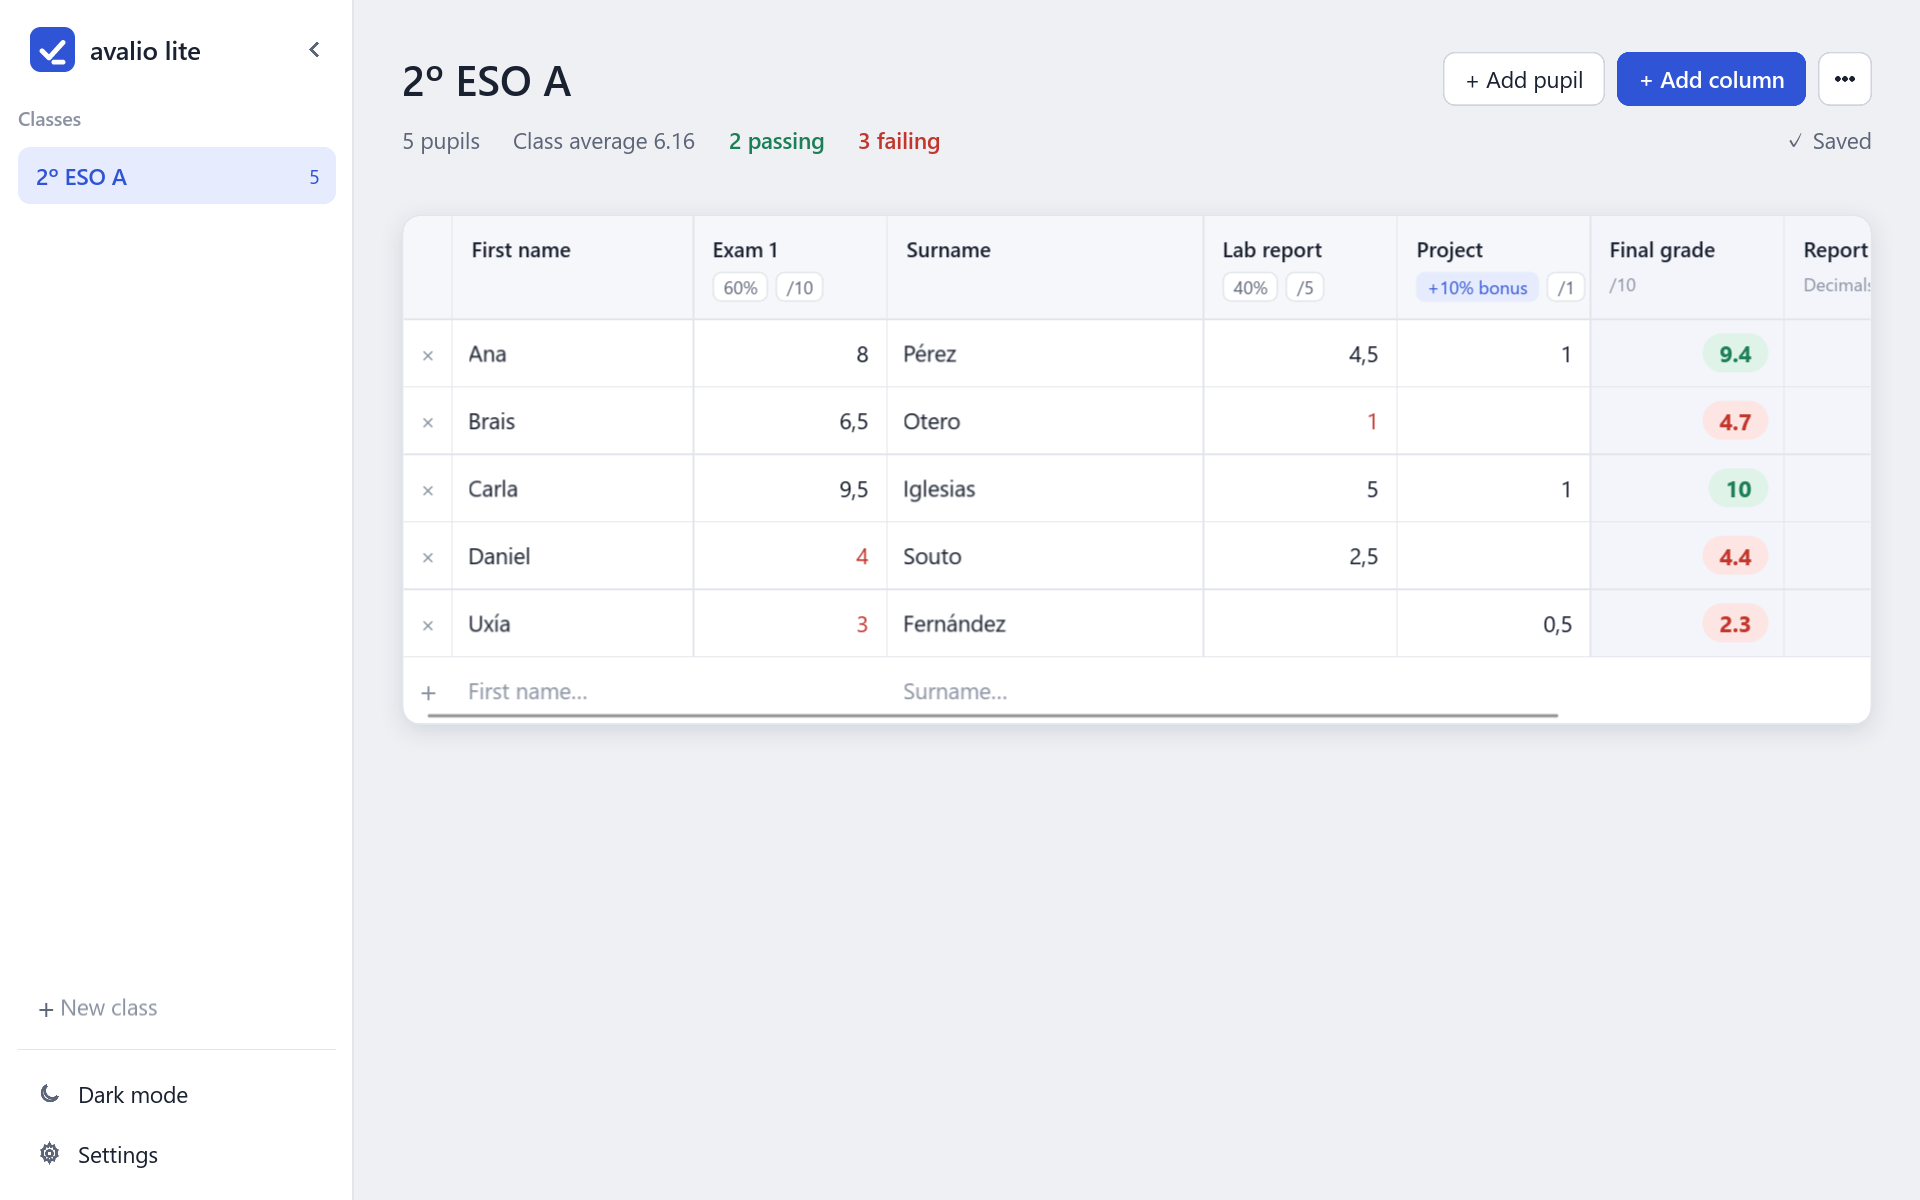 avalio lite
Classes
2º ESO A 5
+ New class
Dark mode
Settings
2º ESO A
+ Add pupil
+ Add column
•••
5 pupils Class average 6.16 2 passing 3 failing
✓ Saved
First name Exam 1 Surname Lab report Project Final grade Report
60% /10 40% /5 +10% bonus /1 /10 Decimals
× Ana 8 Pérez 4,5 1 9.4
× Brais 6,5 Otero 1 4.7
× Carla 9,5 Iglesias 5 1 10
× Daniel 4 Souto 2,5 4.4
× Uxía 3 Fernández 0,5 2.3
+ First name... Surname...